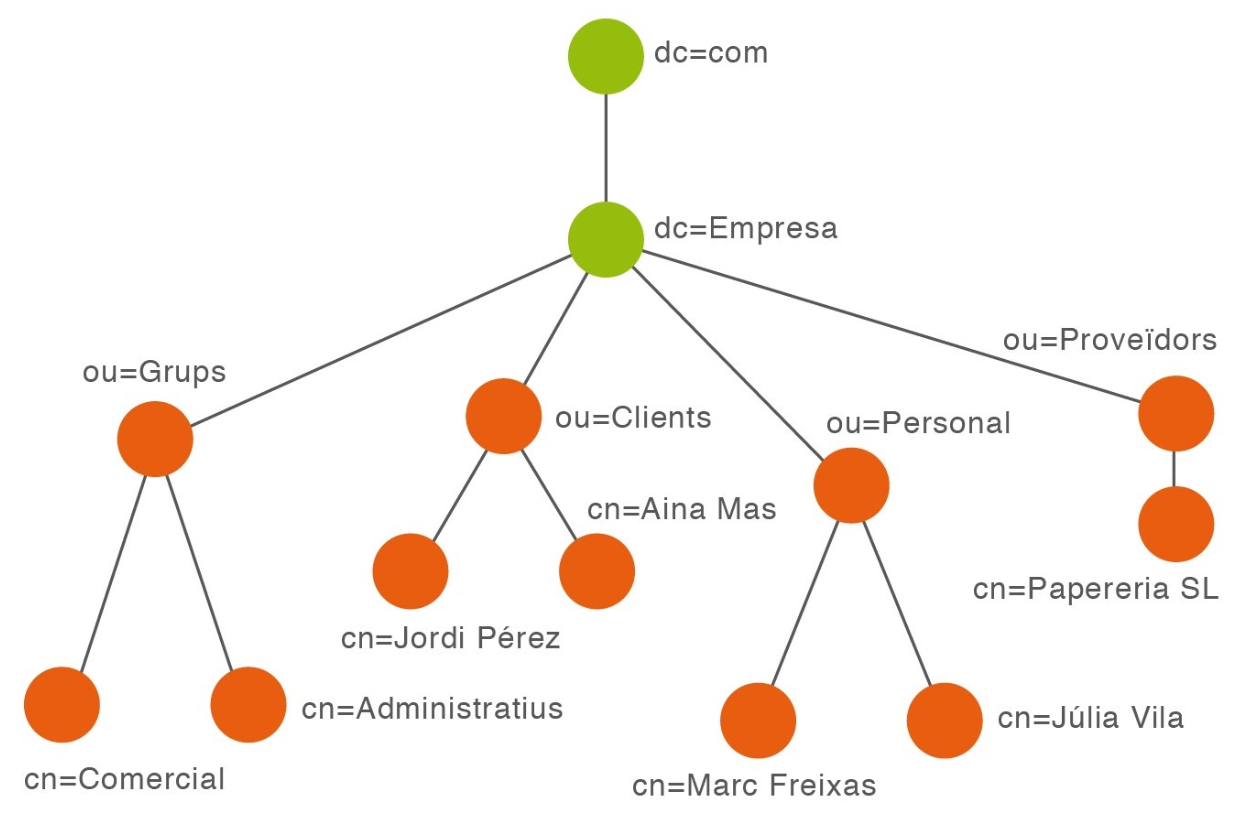 dc=com
dc=Empresa
ou=Proveïdors
ou=Grups
ou=Clients
ou=Personal
cn=Aina Mas
cn=Papereria SL
cn=Jordi Pérez
cn=Administratius
cn=Júlia Vila
cn=Comercial
cn=Marc Freixas